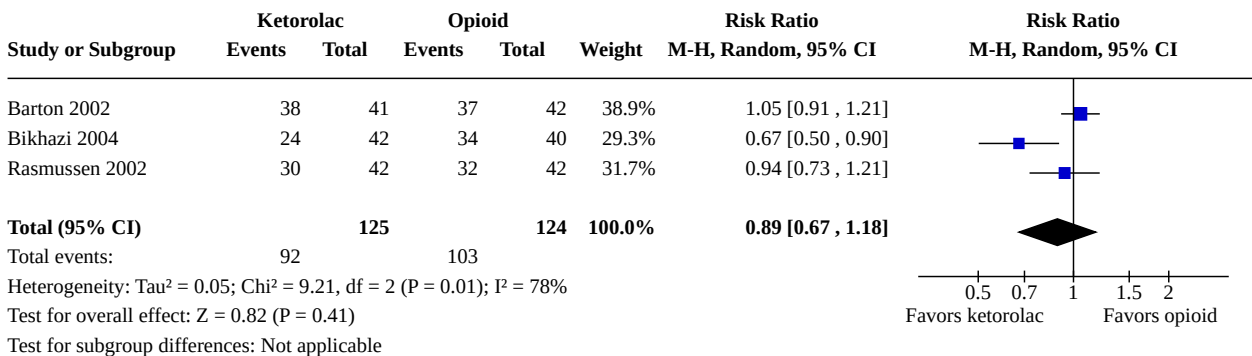 Ketorolac Opioid Risk Ratio Risk Ratio
Study or Subgroup Events Total Events Total Weight M-H, Random, 95% CI M-H, Random, 95% CI
Barton 2002 38 41 37 42 38.9% 1.05 [0.91 , 1.21]
Bikhazi 2004 24 42 34 40 29.3% 0.67 [0.50 , 0.90]
Rasmussen 2002 30 42 32 42 31.7% 0.94 [0.73 , 1.21]
Total (95% CI) 125 124 100.0% 0.89 [0.67 , 1.18]
Total events: 92 103
Heterogeneity: Tau² = 0.05; Chi² = 9.21, df = 2 (P = 0.01); I² = 78%
0.5 0.7 1 1.5 2
Test for overall effect: Z = 0.82 (P = 0.41) Favors ketorolac Favors opioid
Test for subgroup differences: Not applicable